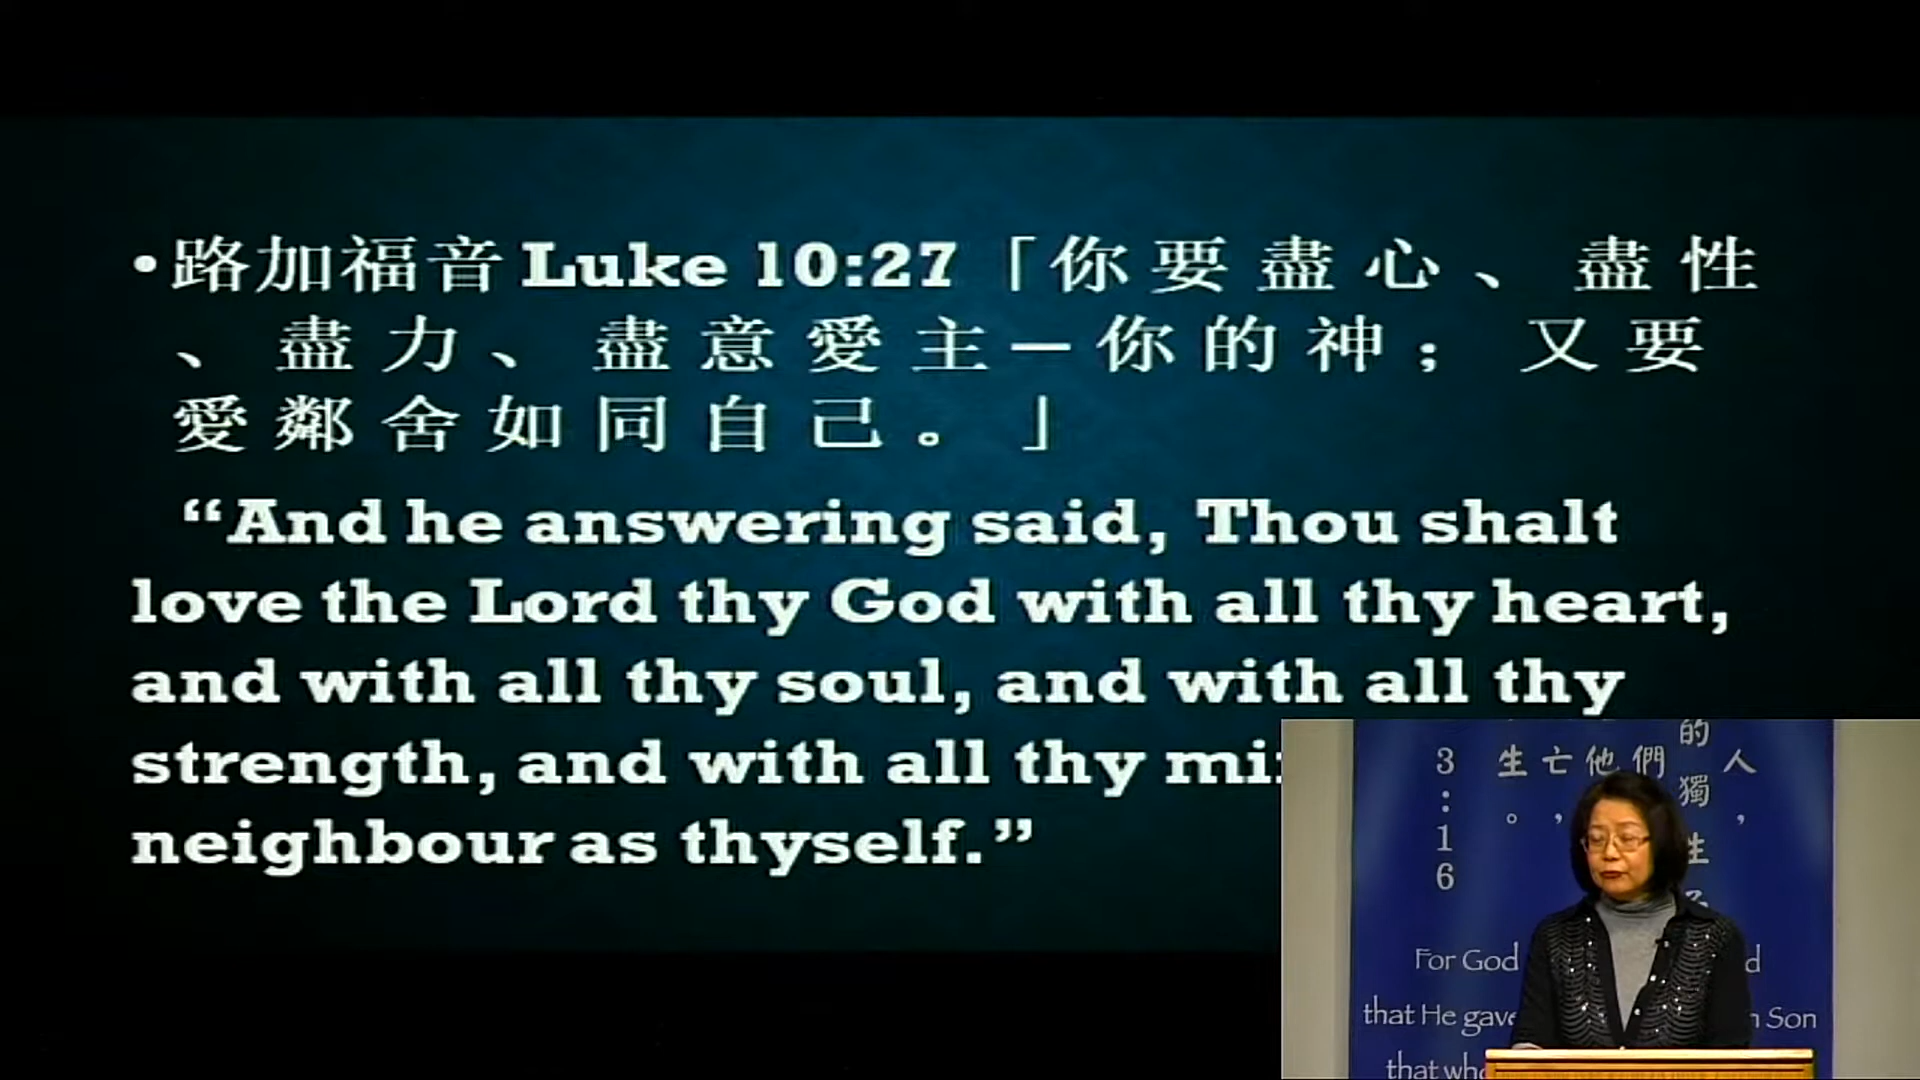 •路加福音 Luke 10:27「你要盡心、盡性
、盡力、盡意愛主─你的神；又要
愛鄰舍如同自己。」
“And he answering said, Thou shalt
love the Lord thy God with all thy heart,
and with all thy soul, and with all thy
strength, and with all thy
neighbour as thyself.”
人，
的獨生
們
他
亡，
生。
3:16
For God
that He gave Son
that